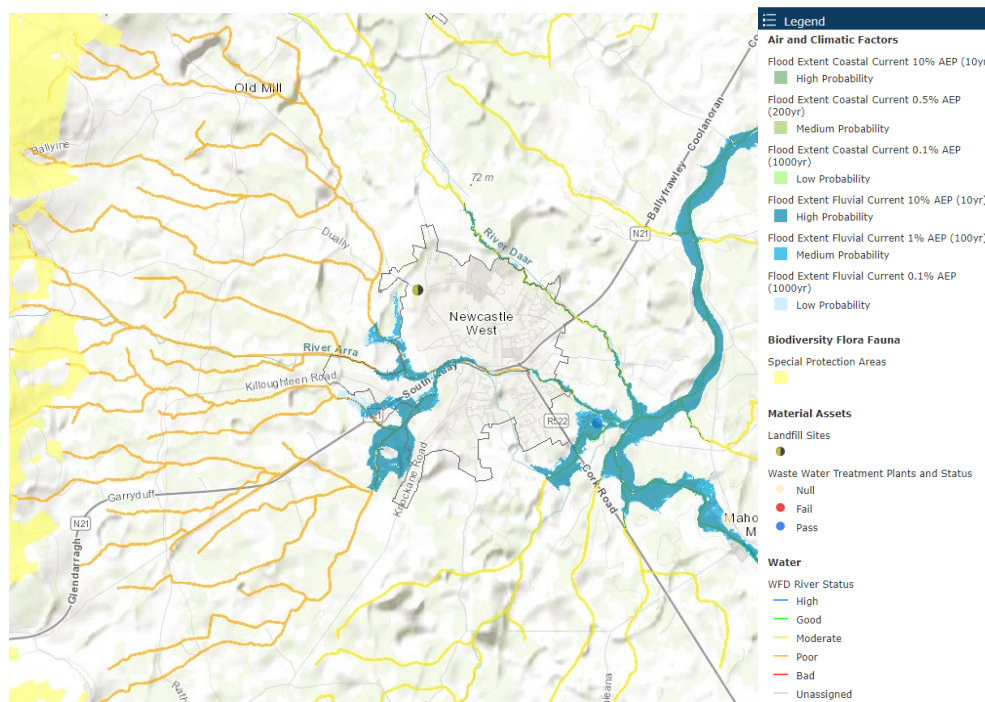 Old Mill
Ballyine
72 m
Ballyfrawley - Coolanoran
Co
N21
River Daar
Dually
Newcastle
West
River Arra
Killoughteen Road
South Quay
R522
Knockane Road
Cork Road
Garryduff
N21
Glendarragh
Maho
M
Rath
leana
Legend
Air and Climatic Factors
Flood Extent Coastal Current 10% AEP (10yr
High Probability
Flood Extent Coastal Current 0.5% AEP
(200yr)
Medium Probability
Flood Extent Coastal Current 0.1% AEP
(1000yr)
Low Probability
Flood Extent Fluvial Current 10% AEP (10yr)
High Probability
Flood Extent Fluvial Current 1% AEP (100yr)
Medium Probability
Flood Extent Fluvial Current 0.1% AEP
(1000yr)
Low Probability
Biodiversity Flora Fauna
Special Protection Areas
Material Assets
Landfill Sites
Waste Water Treatment Plants and Status
Null
Fail
Pass
Water
WFD River Status
High
Good
Moderate
Poor
Bad
Unassigned